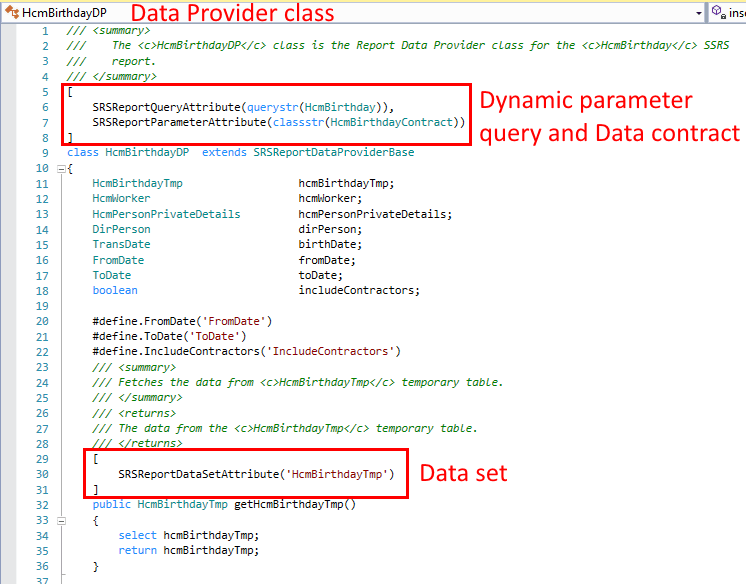 HcmBirthdayDP Data Provider class inse
1 /// <summary>
2 /// The <c>HcmBirthdayDP</c> class is the Report Data Provider class for the <c>HcmBirthday</c> SSRS
3 /// report.
4 /// </summary>
5 [
6 SRSReportQueryAttribute(querystr(HcmBirthday)),
7 SRSReportParameterAttribute(classstr(HcmBirthdayContract))
8 ]
Dynamic parameter
query and Data contract
9 class HcmBirthdayDP extends SRSReportDataProviderBase
10 {
11 HcmBirthdayTmp hcmBirthdayTmp;
12 HcmWorker hcmWorker;
13 HcmPersonPrivateDetails hcmPersonPrivateDetails;
14 DirPerson dirPerson;
15 TransDate birthDate;
16 FromDate fromDate;
17 ToDate toDate;
18 boolean includeContractors;
19
20 #define.FromDate('FromDate')
21 #define.ToDate('ToDate')
22 #define.IncludeContractors('IncludeContractors')
23 /// <summary>
24 /// Fetches the data from <c>HcmBirthdayTmp</c> temporary table.
25 /// </summary>
26 /// <returns>
27 /// The data from the <c>HcmBirthdayTmp</c> temporary table.
28 /// </returns>
29 [
30 SRSReportDataSetAttribute('HcmBirthdayTmp')
31 ]
Data set
32 public HcmBirthdayTmp getHcmBirthdayTmp()
33 {
34 select hcmBirthdayTmp;
35 return hcmBirthdayTmp;
36 }
37